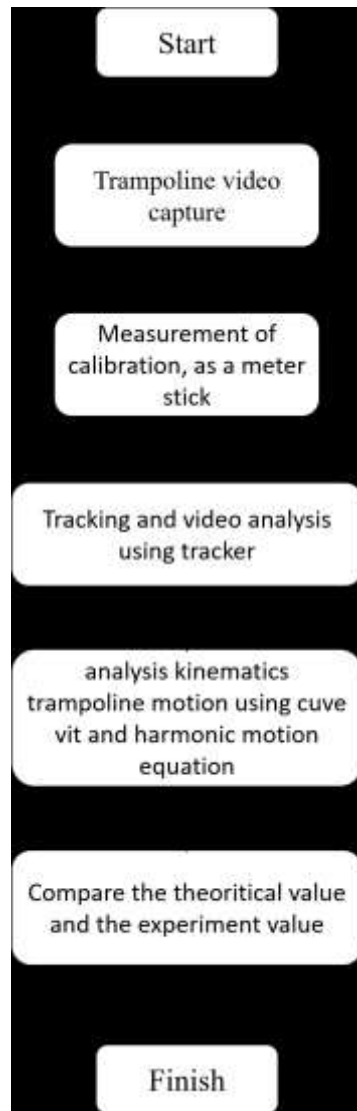 Start
Trampoline video
capture
Measurement of
calibration, as a meter
stick
Tracking and video analysis
using tracker
analysis kinematics
trampoline motion using cuve
vit and harmonic motion
equation
Compare the theoritical value
and the experiment value
Finish